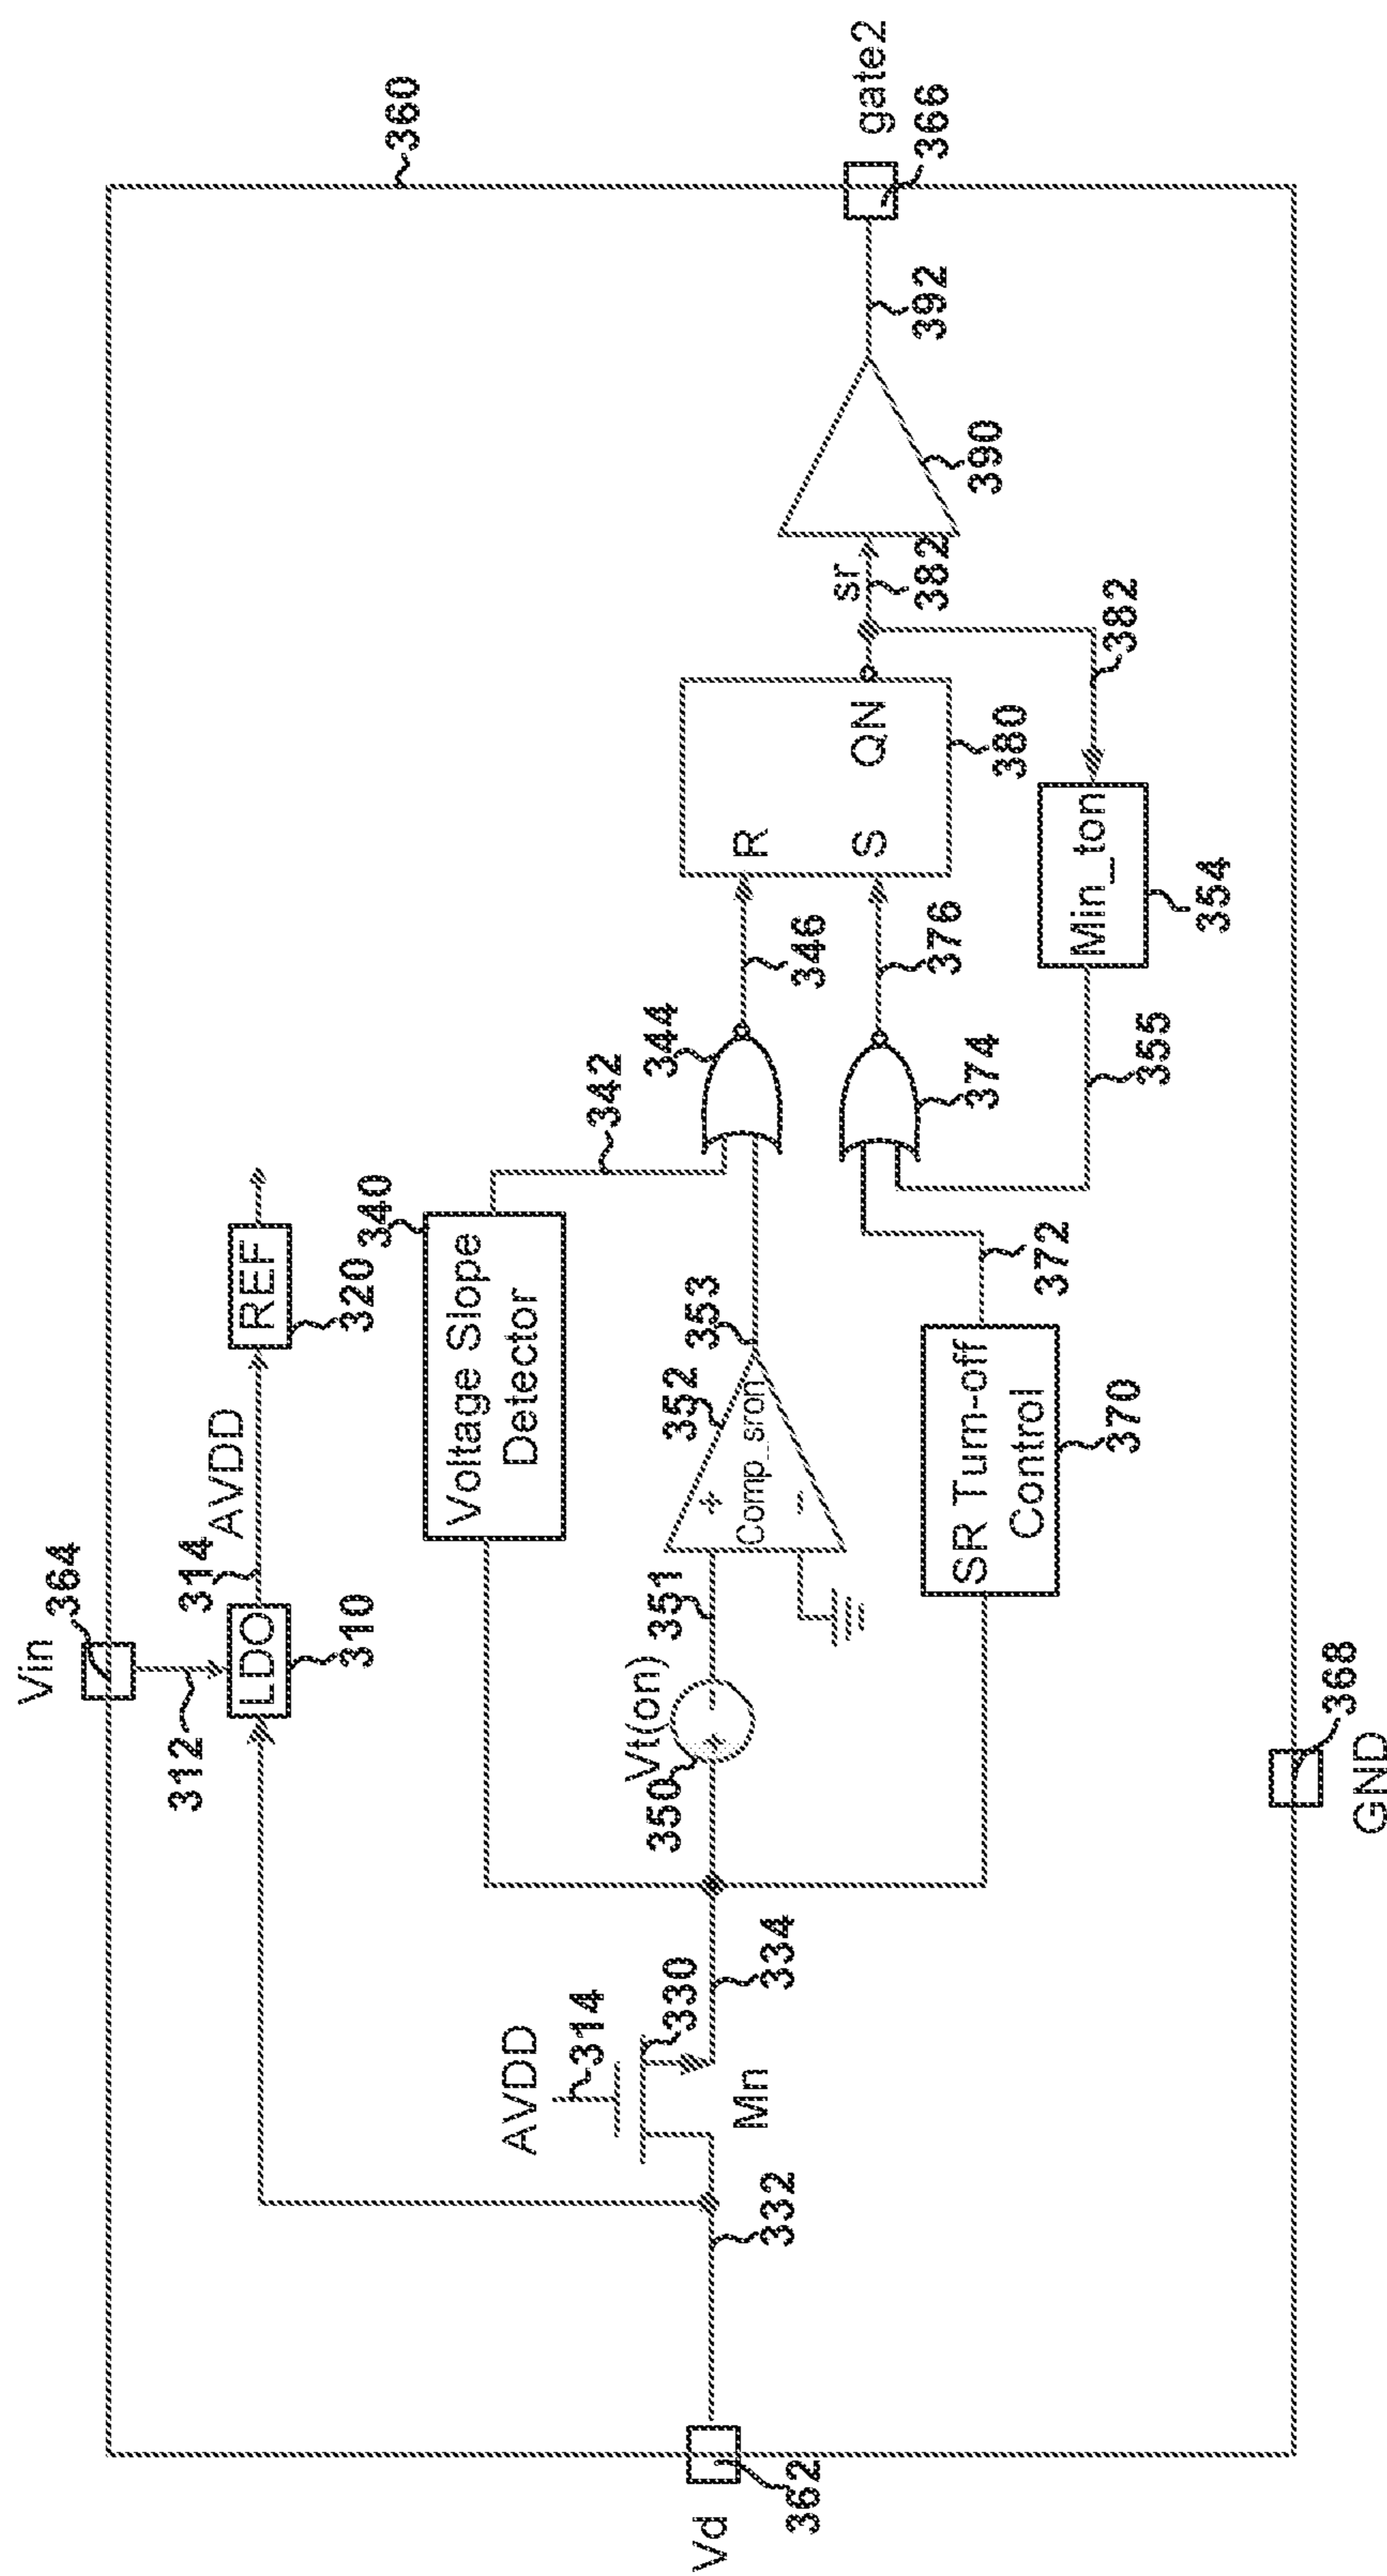 Vin
364
360
312
LDO
310
314
AVDD
REF
320
340
Voltage Slope
Detector
342
344
346
AVDD
314
330
Mn
332
334
Vd
362
Vt(on)
350
351
+
-
352
+
Comp_sron
-
353
R
S
QN
380
sr
382
390
392
gate2
366
SR Turn-off
Control
370
372
374
376
355
Min_ton
354
382
368
GND